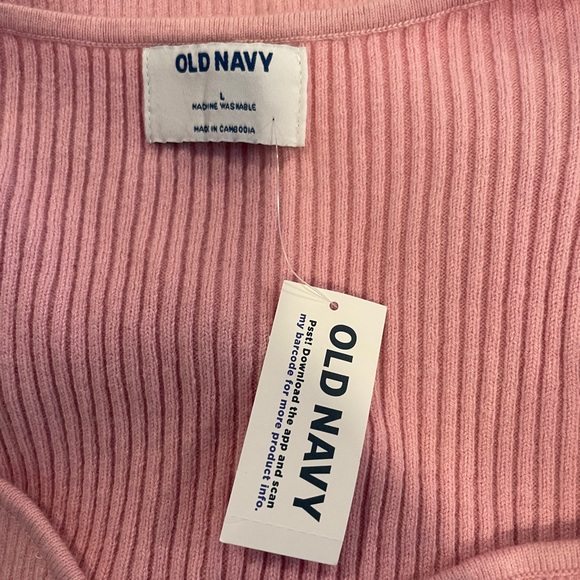 OLD NAVY
L
MACHINE WASHABLE
MADE IN CAMBODIA
OLD NAVY
Psst! Download the app and scan
my barcode for more product info.